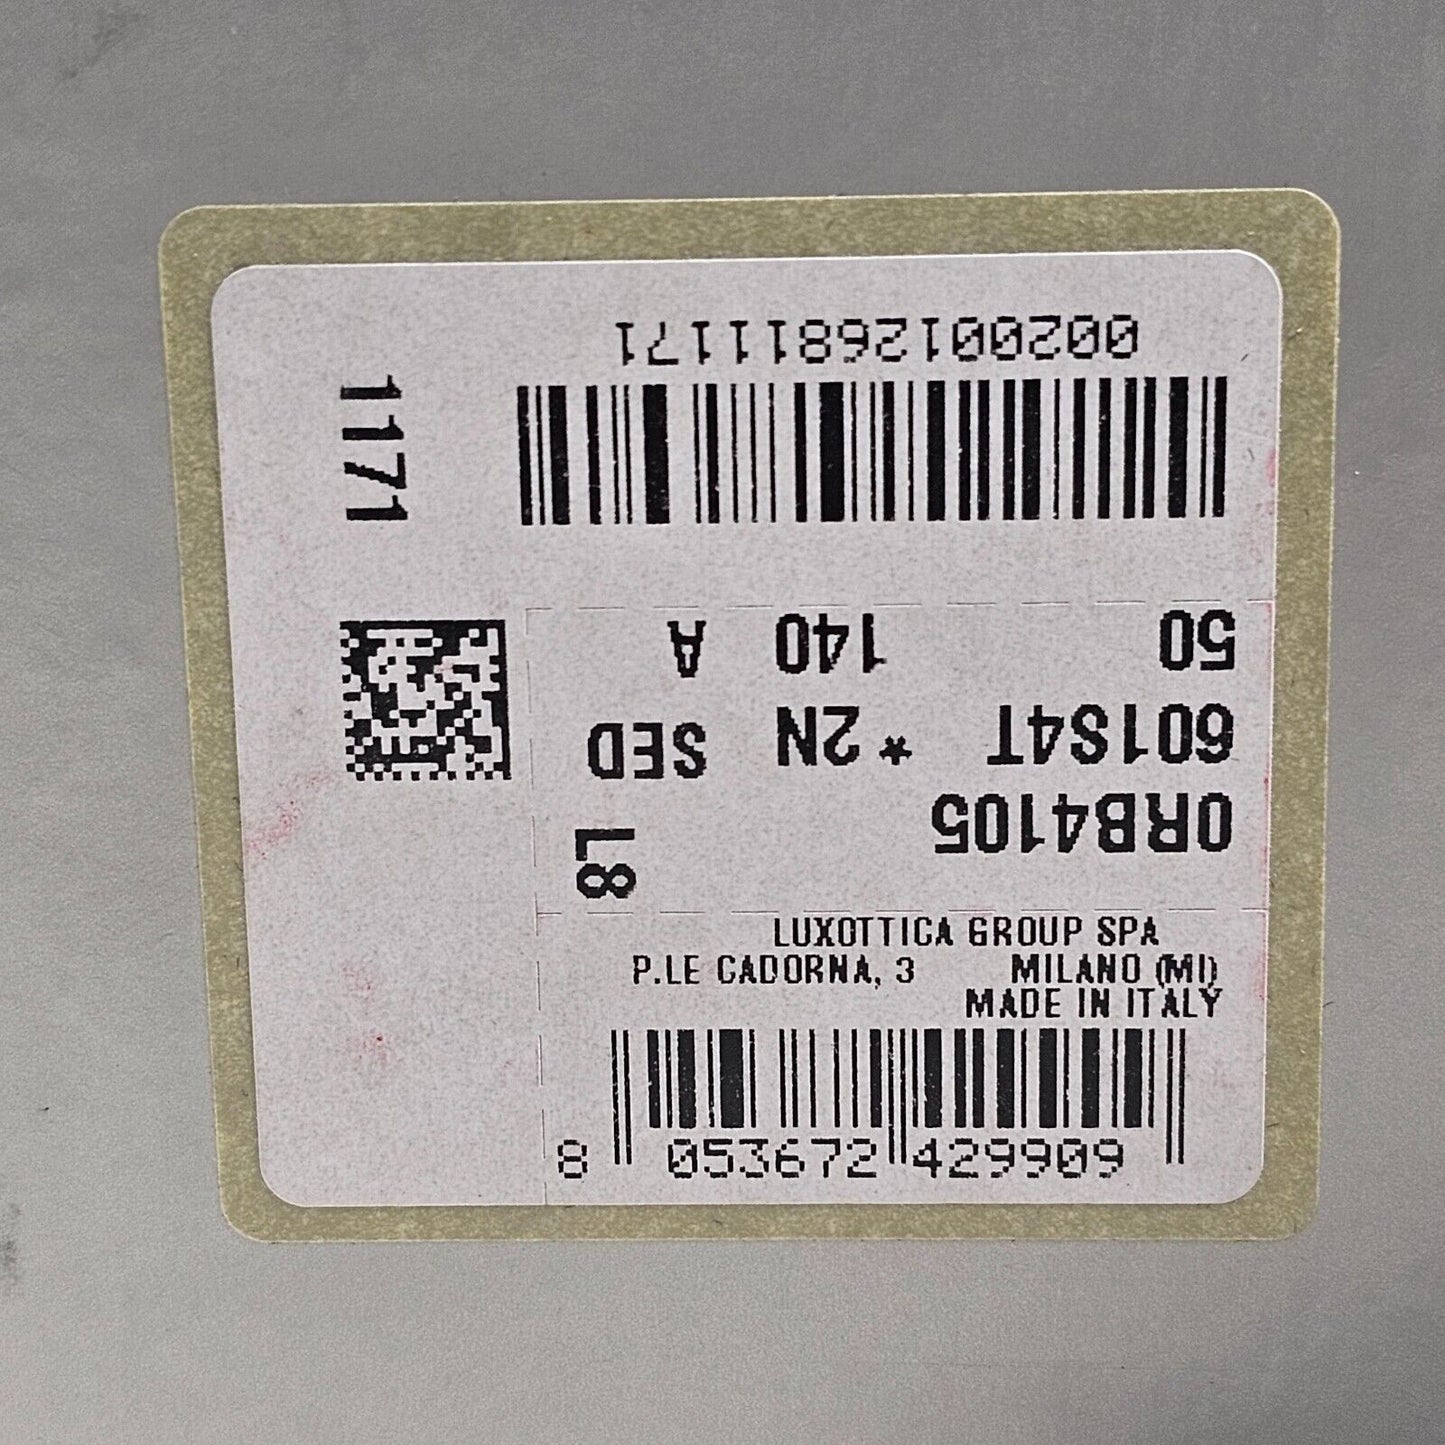 0RB4105
L8
601S4T * 2N SED
50 140 A
00200126811171
1171
LUXOTTICA GROUP SPA
P.LE CADORNA, 3 MILANO (MI)
MADE IN ITALY
8 053672 429909